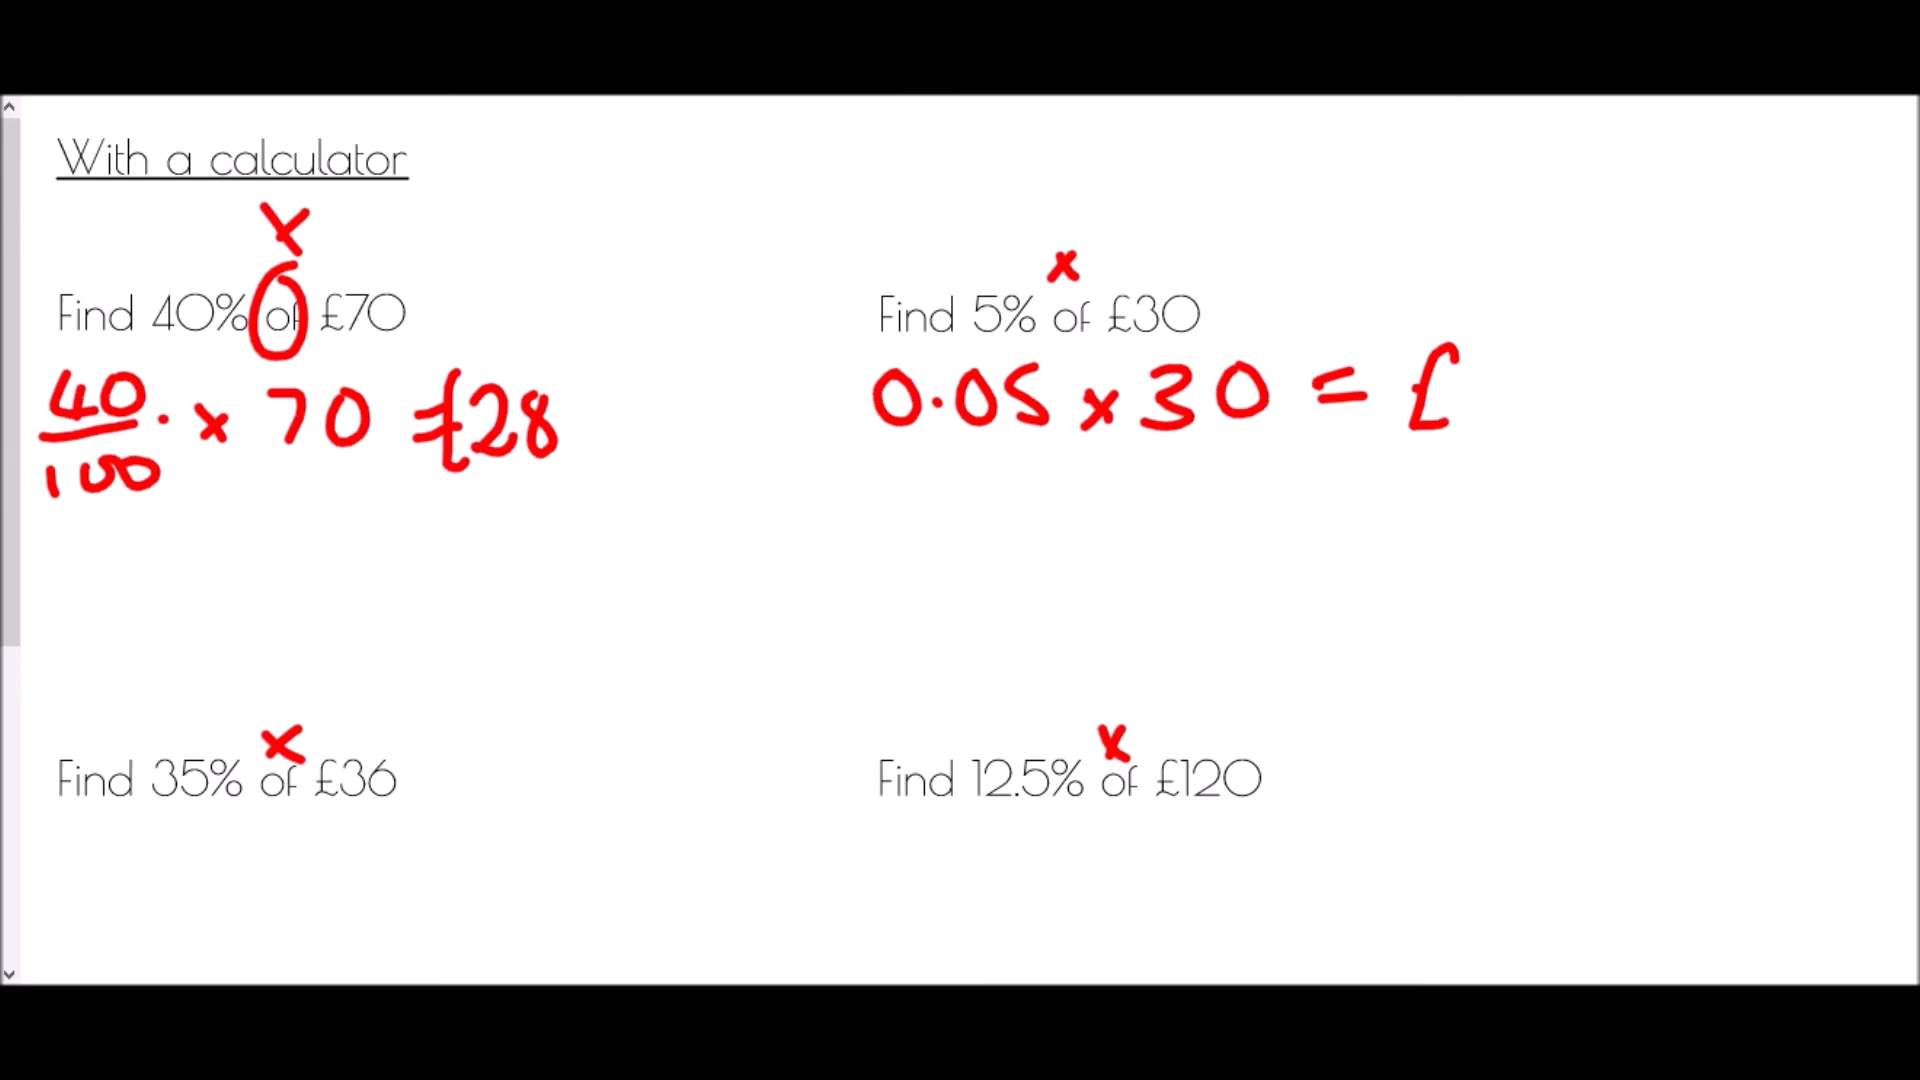 With a calculator
x x
Find 40% of £70 Find 5% of £30
40/100 x 70 = £28 0.05 x 30 = £
x x
Find 35% of £36 Find 12.5% of £120